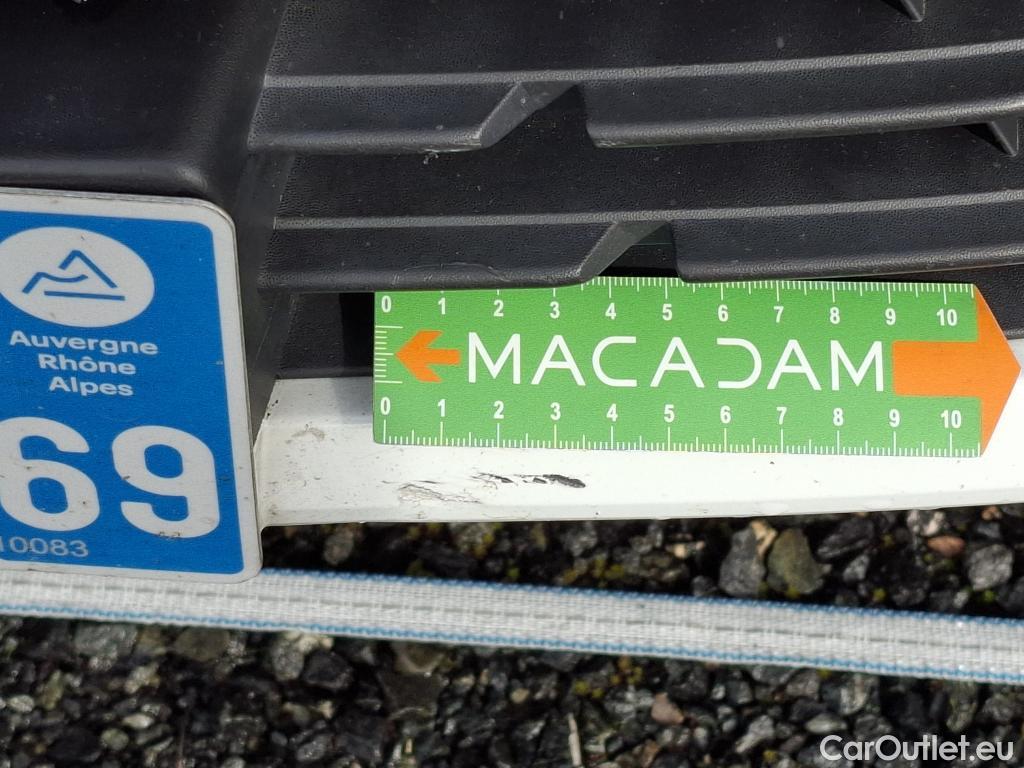 Auvergne
Rhône
Alpes
69
10083
0 1 2 3 4 5 6 7 8 9 10
MACADAM
0 1 2 3 4 5 6 7 8 9 10
CarOutlet.eu